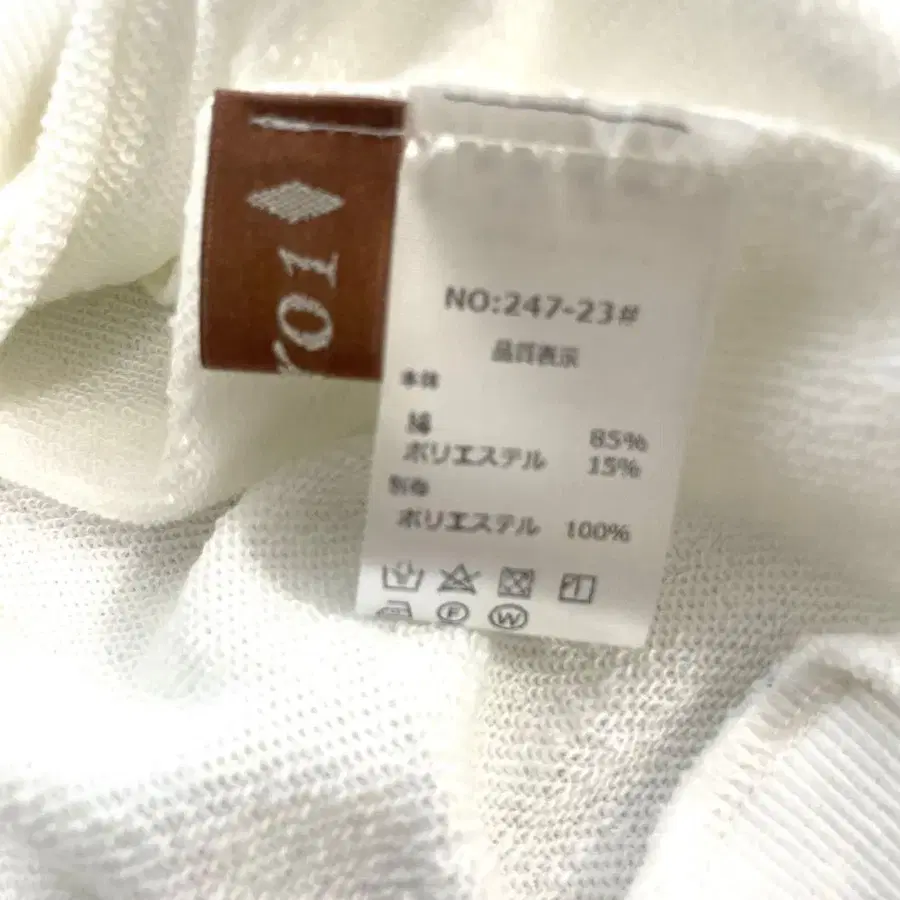 NO:247-23#
品質表示
本体
綿 85%
ポリエステル 15%
別布
ポリエステル 100%
F W